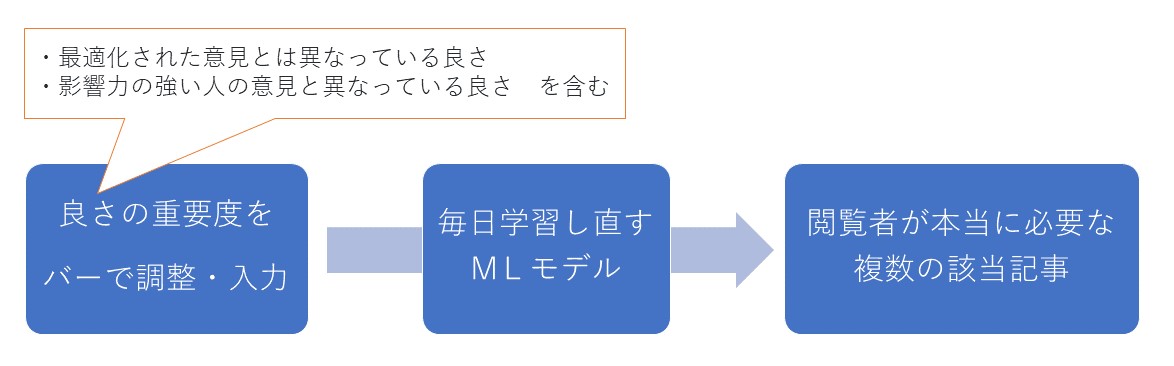 ・最適化された意見とは異なっている良さ
・影響力の強い人の意見と異なっている良さ　を含む
良さの重要度を
バーで調整・入力
毎日学習し直す
ＭＬモデル
閲覧者が本当に必要な
複数の該当記事